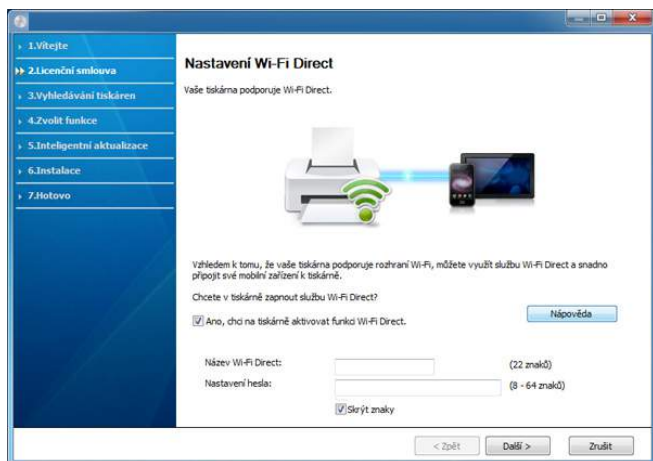 1.Vítejte
2.Licenční smlouva
3.Vyhledávání tiskáren
4.Zvolit funkce
5.Inteligentní aktualizace
6.Instalace
7.Hotovo
Nastavení Wi-Fi Direct
Vaše tiskárna podporuje Wi-Fi Direct.
Vzhledem k tomu, že vaše tiskárna podporuje rozhraní Wi-Fi, můžete využít službu Wi-Fi Direct a snadno
připojit své mobilní zařízení k tiskárně.
Chcete v tiskárně zapnout službu Wi-Fi Direct?
Nápověda
Ano, chci na tiskárně aktivovat funkci Wi-Fi Direct.
Název Wi-Fi Direct: (22 znaků)
Nastavení hesla: (8 - 64 znaků)
Skrýt znaky
< Zpět Další > Zrušit